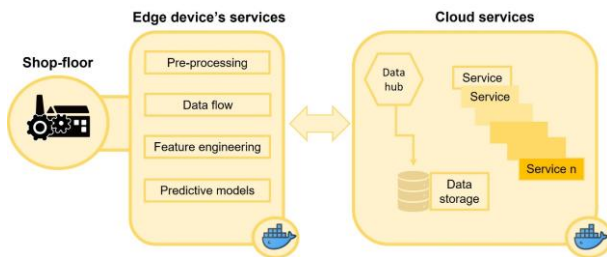 Edge device's services
Cloud services
Shop-floor
Pre-processing
Data flow
Feature engineering
Predictive models
Data
hub
Service
Service
Service n
Data
storage